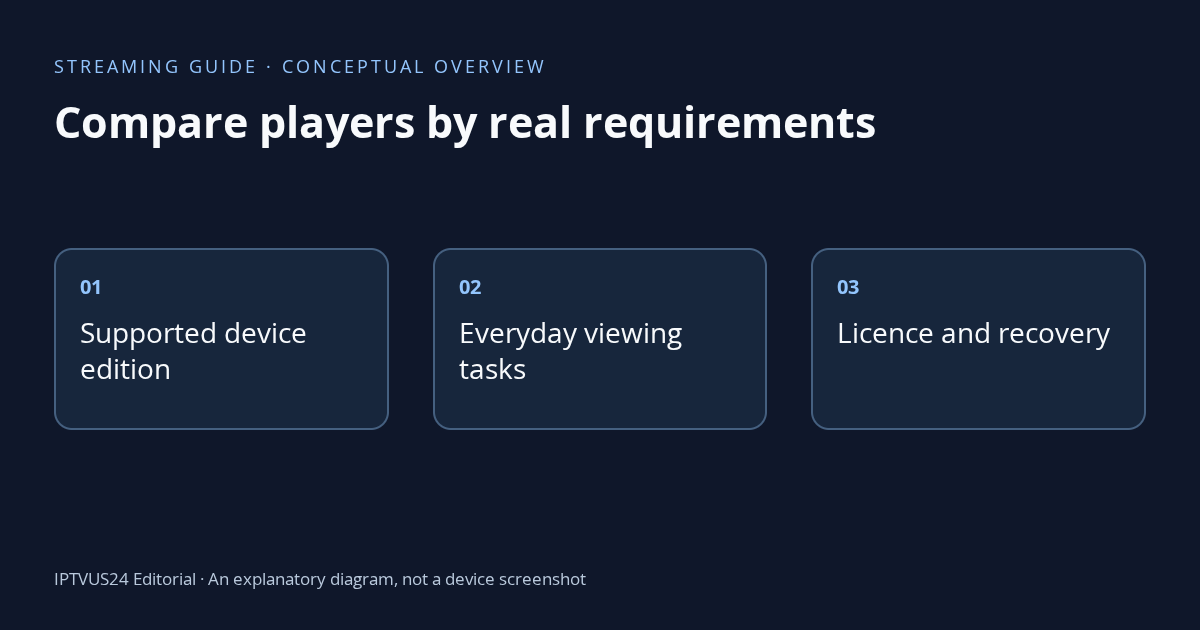 STREAMING GUIDE · CONCEPTUAL OVERVIEW
Compare players by real requirements
01
Supported device
edition
02
Everyday viewing
tasks
03
Licence and recovery
IPTVUS24 Editorial · An explanatory diagram, not a device screenshot